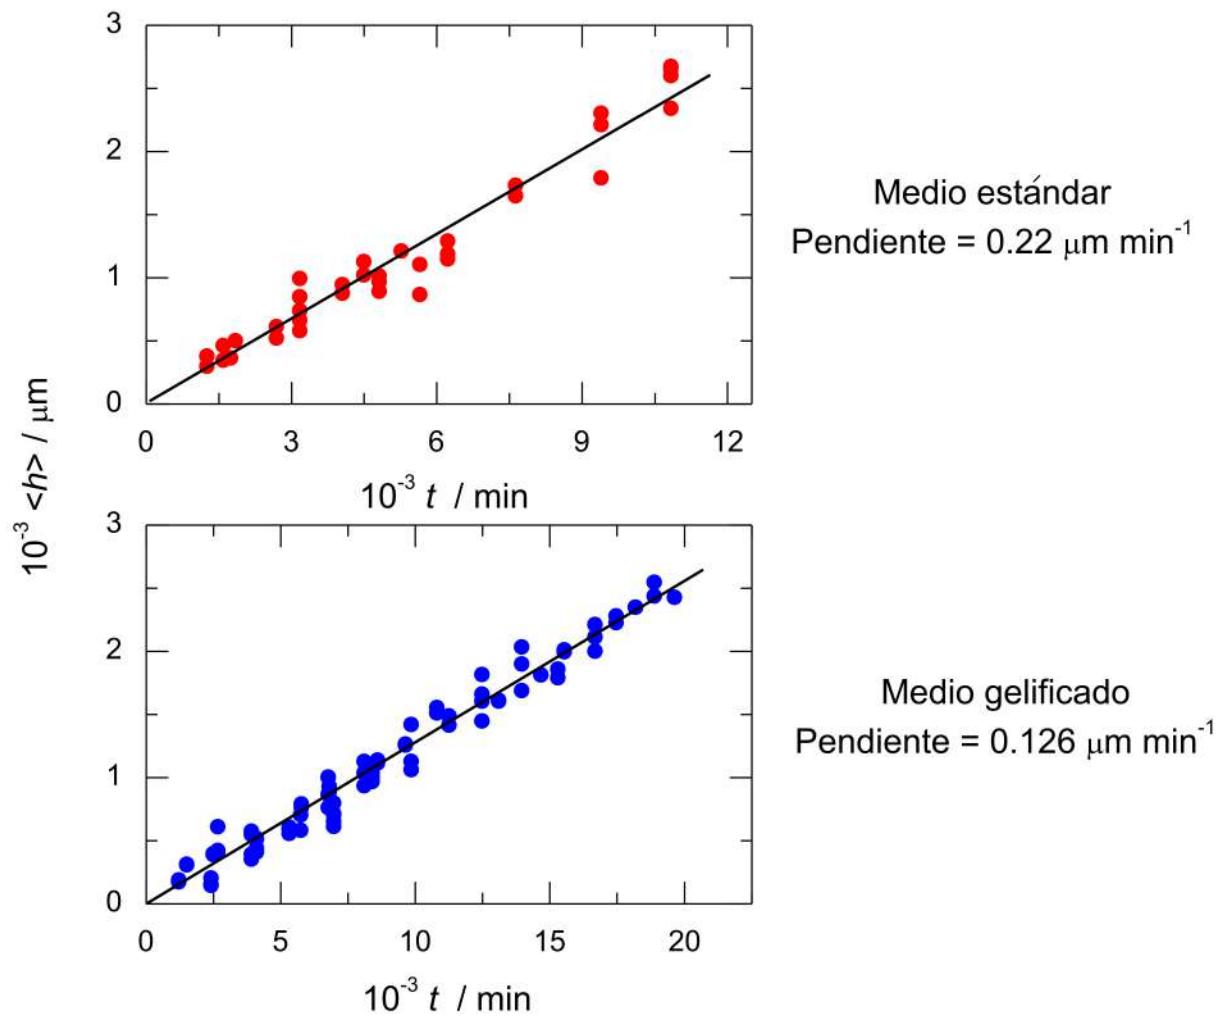 3
2
1
0
0 3 6 9 12
10⁻³ t / min
Medio estándar
Pendiente = 0.22 μm min⁻¹
10⁻³ <h> / μm
3
2
1
0
0 5 10 15 20
10⁻³ t / min
Medio gelificado
Pendiente = 0.126 μm min⁻¹